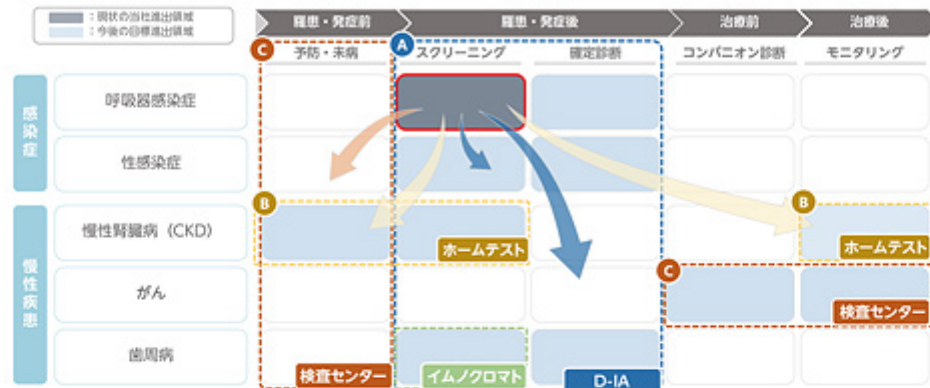 ：現状の当社進出領域
：今後の目標進出領域
罹患・発症前
罹患・発症後
治療前
治療後
C
A
予防・未病
スクリーニング
確定診断
コンパニオン診断
モニタリング
感染症
呼吸器感染症
性感染症
慢性疾患
B
B
慢性腎臓病（CKD）
ホームテスト
ホームテスト
C
がん
検査センター
歯周病
検査センター
イムノクロマト
D-IA